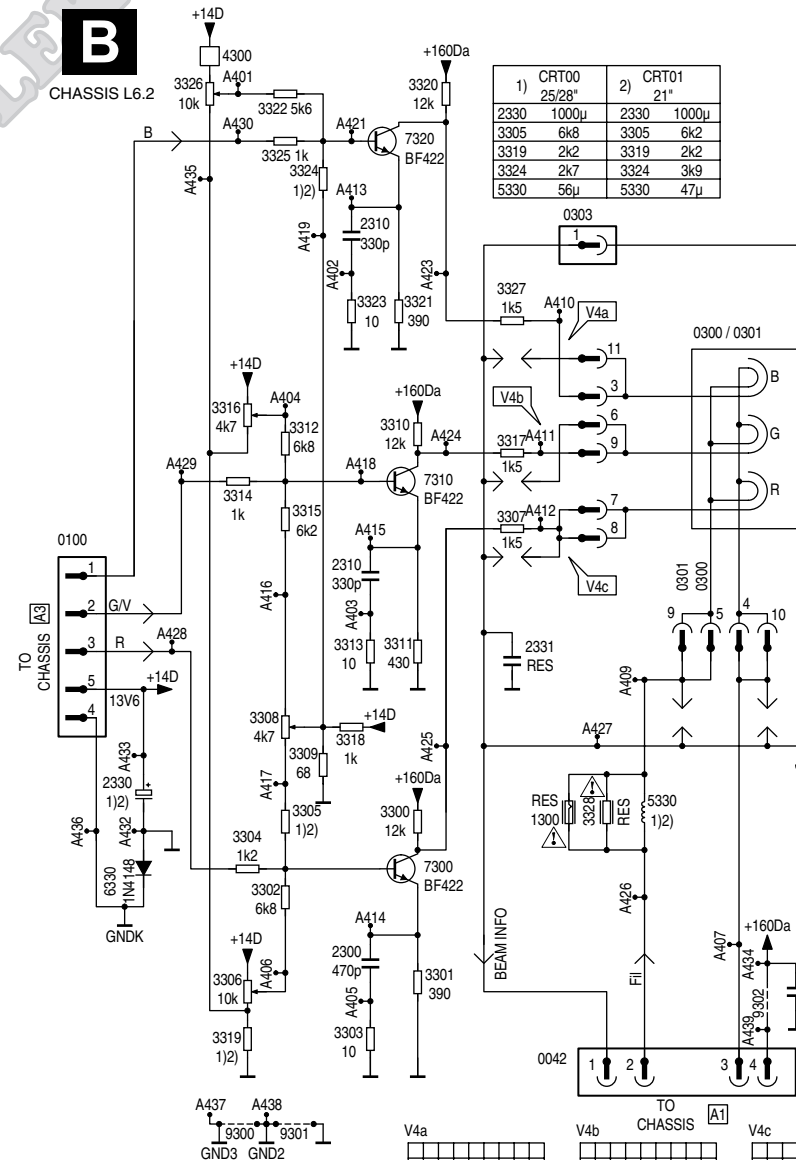 B
CHASSIS L6.2
+14D
4300
3326
10k
A401
3322 5k6
A430
B
3325 1k
A421
3324
1)2)
7320
BF422
+160Da
3320
12k
1) CRT00 25/28" 2) CRT01 21"
2330 1000µ 2330 1000µ
3305 6k8 3305 6k2
3319 2k2 3319 2k2
3324 2k7 3324 3k9
5330 56µ 5330 47µ
A435
A413
2310
330p
A419
A402
A423
3323
10
3321
390
0303
1
3327
1k5
A410
V4a
11
3
0300 / 0301
B
G
R
+14D
3316
4k7
A404
3312
6k8
+160Da
3310
12k
A424
V4b
6
9
3317
1k5
A411
A429
3314
1k
A418
7310
BF422
3315
6k2
3307
1k5
A412
7
8
V4c
0100
1
2
3
5
4
A3
TO
CHASSIS
G/V
R
A428
13V6
+14D
A416
A415
2310
330p
A403
3313
10
3311
430
0301
0300
9
5
4
10
2331
RES
A409
A427
A433
2330
1)2)
A436
A432
6330
1N4148
GNDK
3308
4k7
3309
68
3318
1k
+14D
A417
3305
1)2)
A425
+160Da
3300
12k
7300
BF422
3304
1k2
3302
6k8
RES
1300
3328
RES
5330
1)2)
A426
+14D
3306
10k
A406
3319
1)2)
A414
2300
470p
A405
3303
10
3301
390
BEAM INFO
Fil
A407
+160Da
A434
9302
A439
0042
1
2
3
4
TO
CHASSIS
A1
A437
A438
9300
9301
GND3
GND2
V4a
V4b
V4c